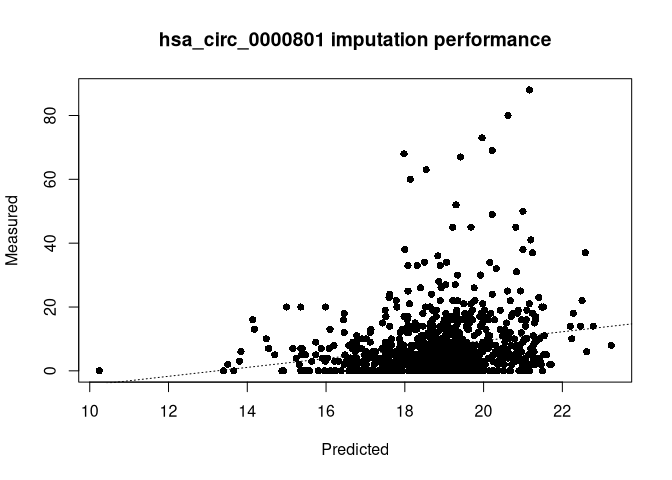 hsa_circ_0000801 imputation performance
Measured
80
60
40
20
0
10 12 14 16 18 20 22
Predicted